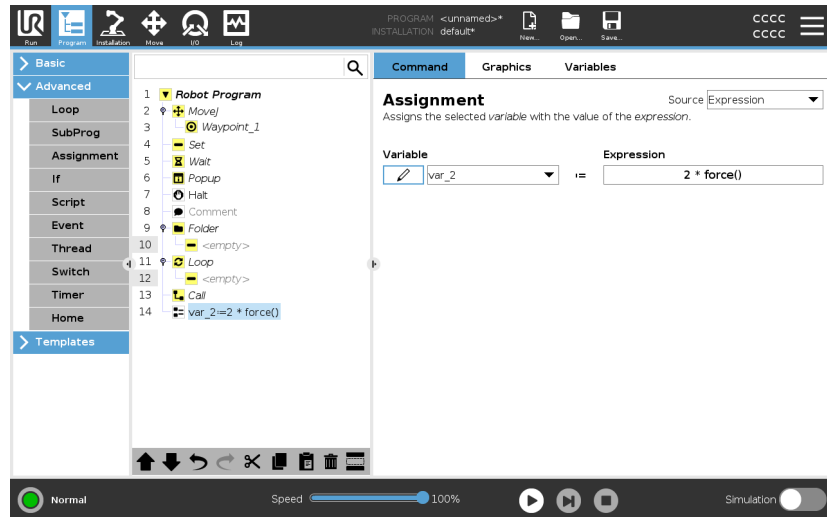 PROGRAM <unnamed>*
INSTALLATION default*
CCCC
CCCC
Run
Program
Installation
Move
I/O
Log
New...
Open...
Save...
Basic
Advanced
Loop
SubProg
Assignment
If
Script
Event
Thread
Switch
Timer
Home
Templates
1 Robot Program
2 MoveJ
3 Waypoint_1
4 Set
5 Wait
6 Popup
7 Halt
8 Comment
9 Folder
10 <empty>
11 Loop
12 <empty>
13 Call
14 var_2:=2 * force()
Command Graphics Variables
Assignment
Source Expression
Assigns the selected variable with the value of the expression.
Variable Expression
var_2 := 2 * force()
Normal
Speed 100%
Simulation